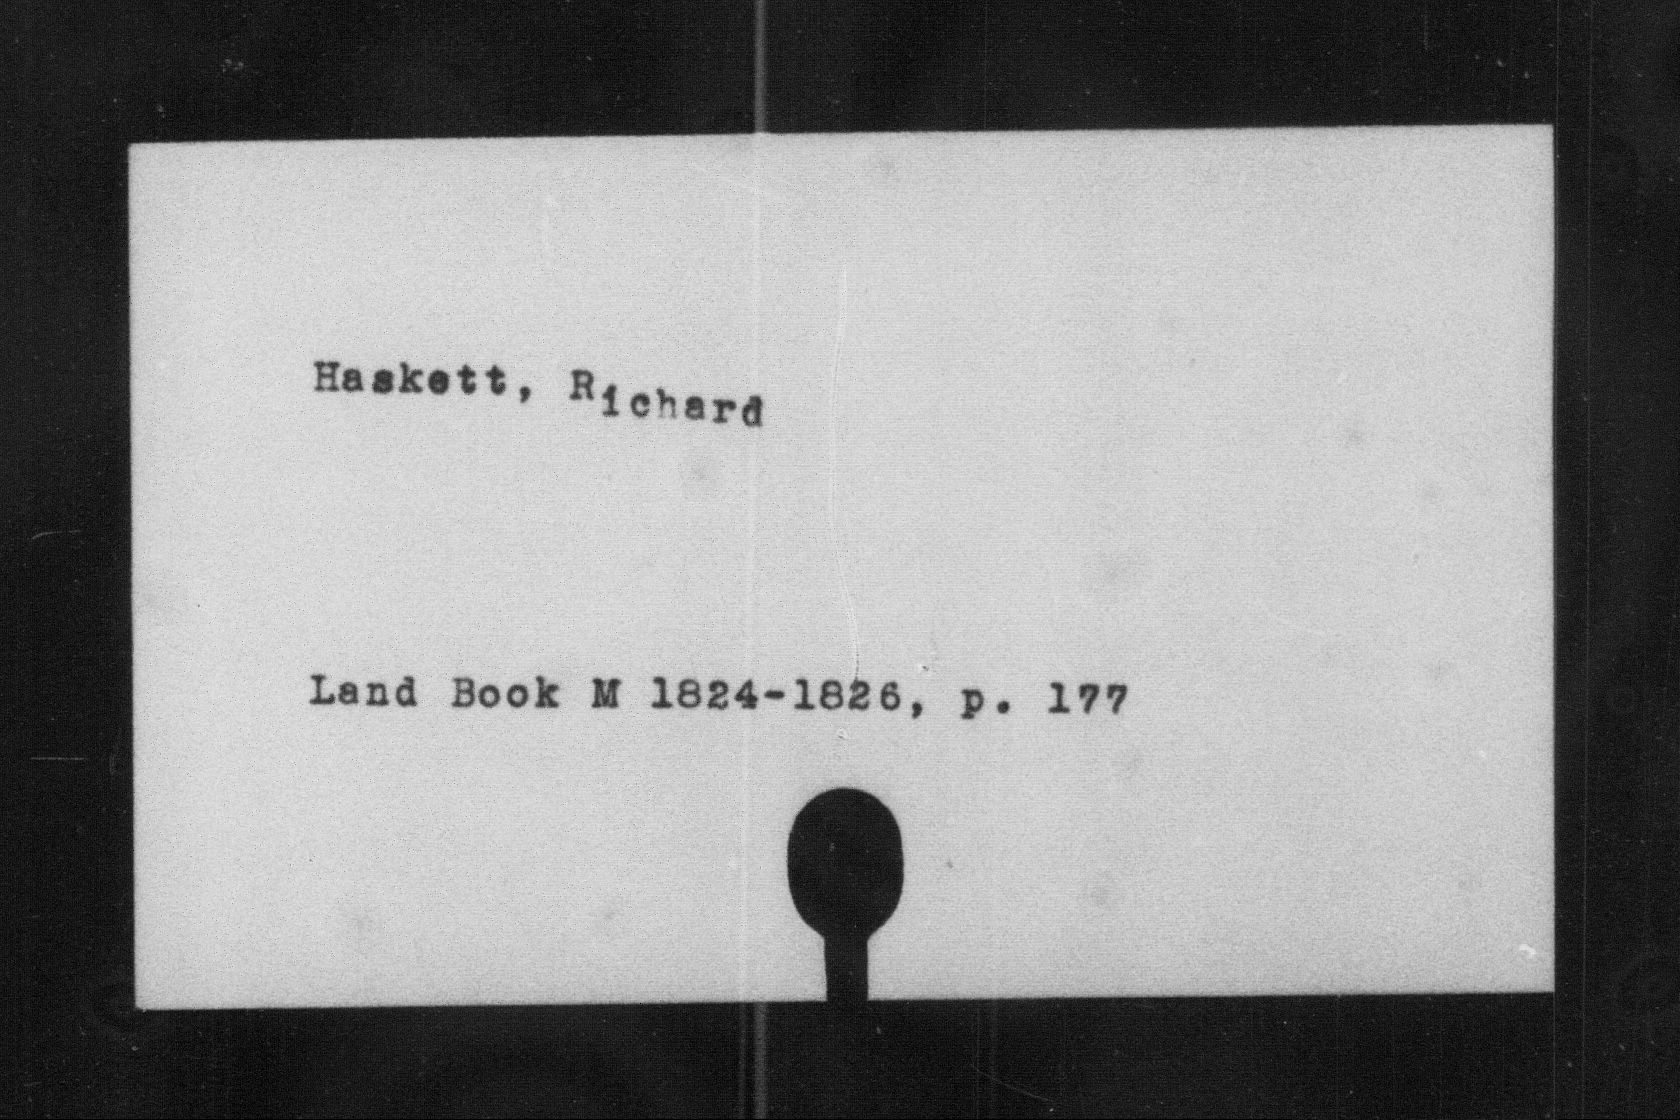 Haskett, Richard
Land Book M 1824-1826, p. 177